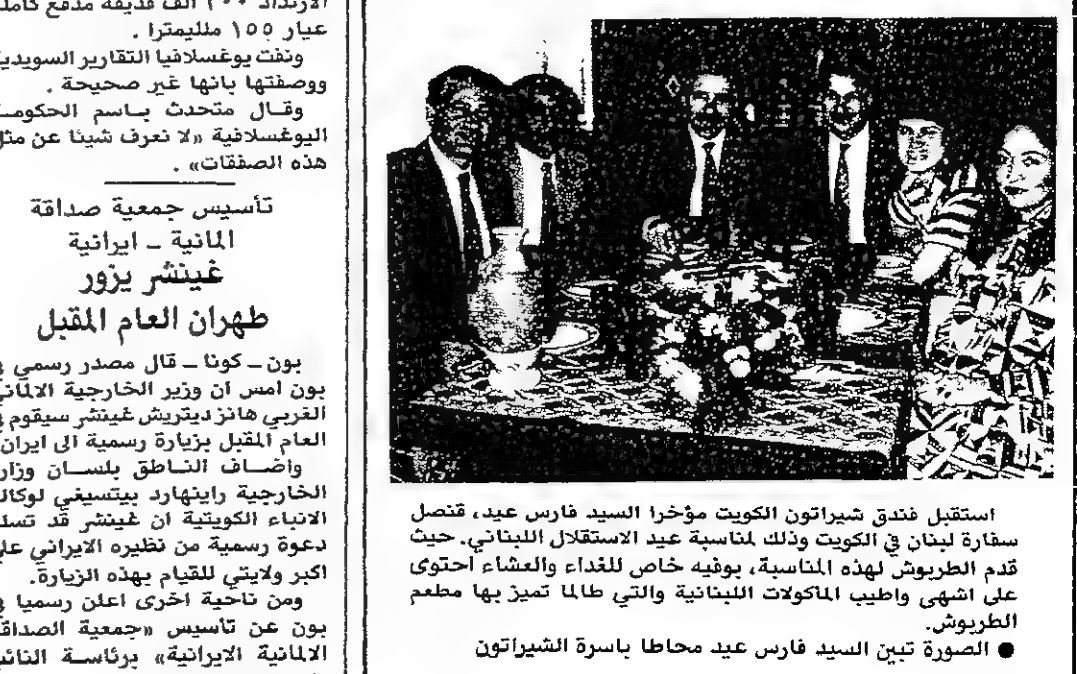 الارتداد ٣٠٠ الف قذيفة مدفع كاملة
عيار ١٥٥ ملليمترا .
ونفت يوغسلافيا التقارير السويدية
ووصفتها بانها غير صحيحة .
وقال متحدث باسم الحكومة
اليوغسلافية «لا نعرف شيئا عن مثل
هذه الصفقات» .
تأسيس جمعية صداقة
المانية ـ ايرانية
غينشر يزور
طهران العام المقبل
بون ـ كونا ـ قال مصدر رسمي في
بون امس ان وزير الخارجية الالماني
الغربي هانز ديتريش غينشر سيقوم في
العام المقبل بزيارة رسمية الى ايران
واضاف الناطق بلسان وزارة
الخارجية راينهارد بيتسيغي لوكالة
الانباء الكويتية ان غينشر قد تسلم
دعوة رسمية من نظيره الايراني علي
اكبر ولايتي للقيام بهذه الزيارة.
ومن ناحية اخرى اعلن رسميا في
بون عن تأسيس «جمعية الصداقة
الالمانية الايرانية» برئاسة النائب
استقبل فندق شيراتون الكويت مؤخرا السيد فارس عيد، قنصل
سفارة لبنان في الكويت وذلك لمناسبة عيد الاستقلال اللبناني. حيث
قدم الطربوش لهذه المناسبة، بوفيه خاص للغداء والعشاء احتوى
على اشهى واطيب الماكولات اللبنانية والتي طالما تميز بها مطعم
الطربوش.
● الصورة تبين السيد فارس عيد محاطا باسرة الشيراتون